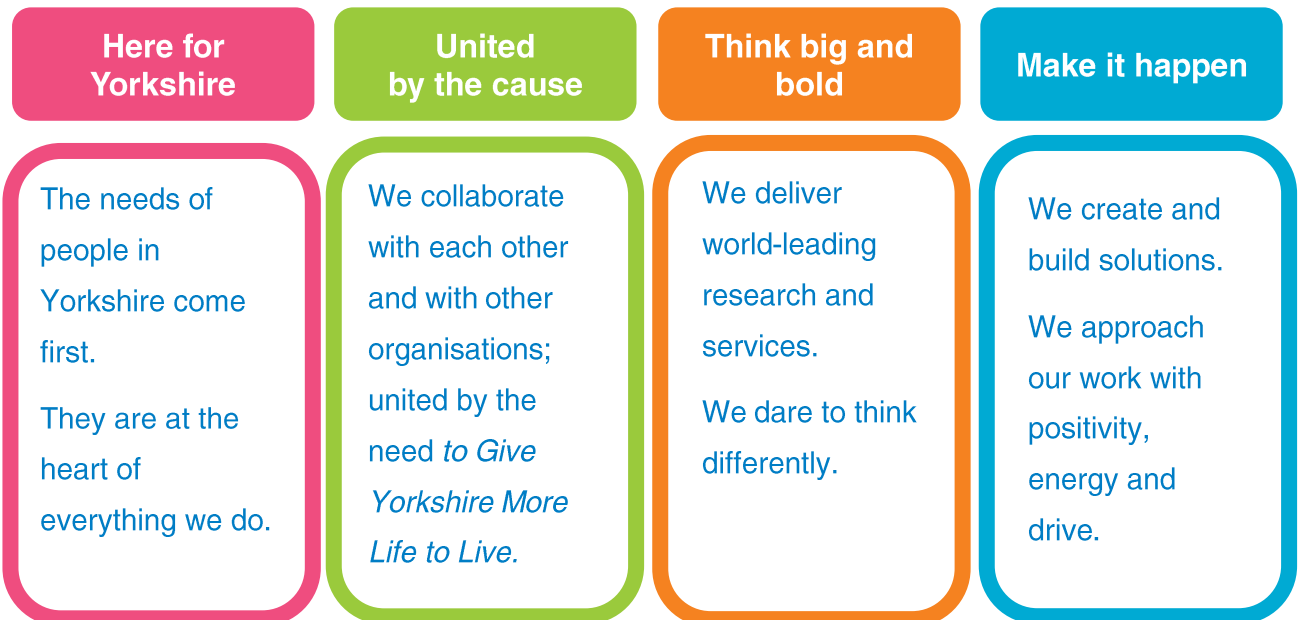 Here for
Yorkshire
The needs of
people in
Yorkshire come
first.
They are at the
heart of
everything we do.
United
by the cause
We collaborate
with each other
and with other
organisations;
united by the
need to Give
Yorkshire More
Life to Live.
Think big and
bold
We deliver
world-leading
research and
services.
We dare to think
differently.
Make it happen
We create and
build solutions.
We approach
our work with
positivity,
energy and
drive.